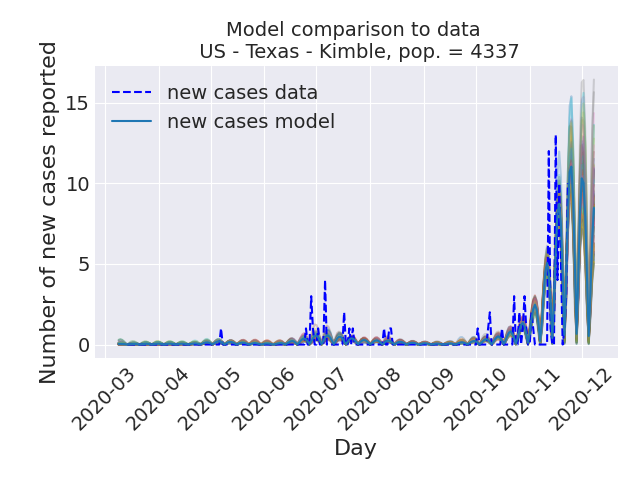 Model comparison to data
US - Texas - Kimble, pop. = 4337
Number of new cases reported
15
10
5
0
new cases data
new cases model
2020-03
2020-04
2020-05
2020-06
2020-07
2020-08
2020-09
2020-10
2020-11
2020-12
Day